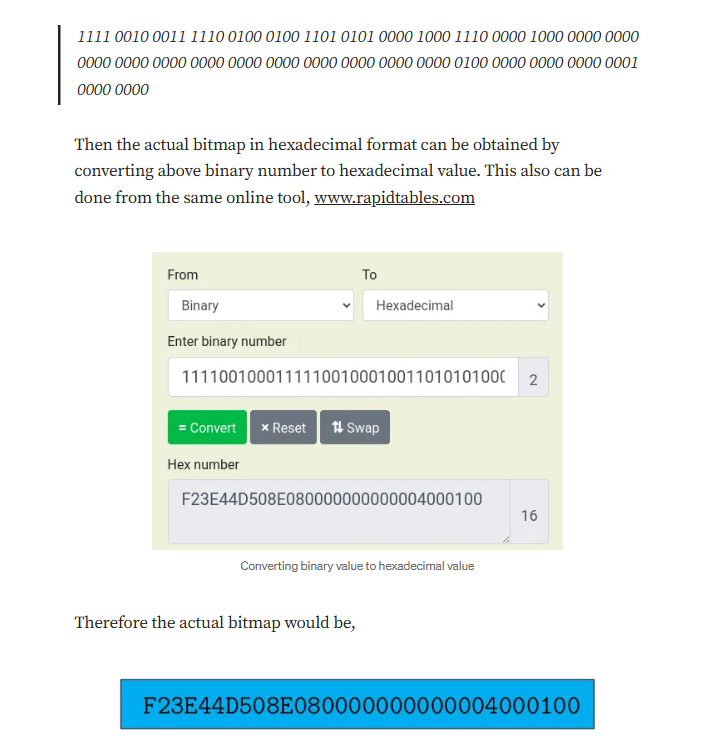 1111 0010 0011 1110 0100 0100 1101 0101 0000 1000 1110 0000 1000 0000 0000
0000 0000 0000 0000 0000 0000 0000 0000 0000 0000 0100 0000 0000 0000 0001
0000 0000
Then the actual bitmap in hexadecimal format can be obtained by
converting above binary number to hexadecimal value. This also can be
done from the same online tool, www.rapidtables.com
From To
Binary Hexadecimal
Enter binary number
11110010001111100100010011010101000 2
= Convert × Reset ⇅ Swap
Hex number
F23E44D508E080000000000004000100
16
Converting binary value to hexadecimal value
Therefore the actual bitmap would be,
F23E44D508E080000000000004000100